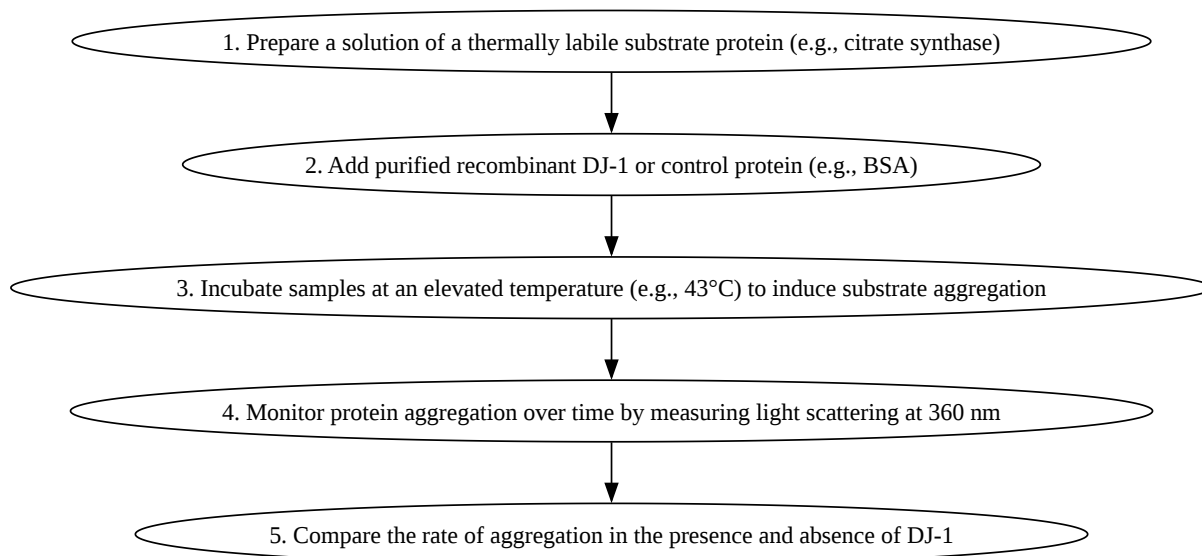 1. Prepare a solution of a thermally labile substrate protein (e.g., citrate synthase)
2. Add purified recombinant DJ-1 or control protein (e.g., BSA)
3. Incubate samples at an elevated temperature (e.g., 43°C) to induce substrate aggregation
4. Monitor protein aggregation over time by measuring light scattering at 360 nm
5. Compare the rate of aggregation in the presence and absence of DJ-1